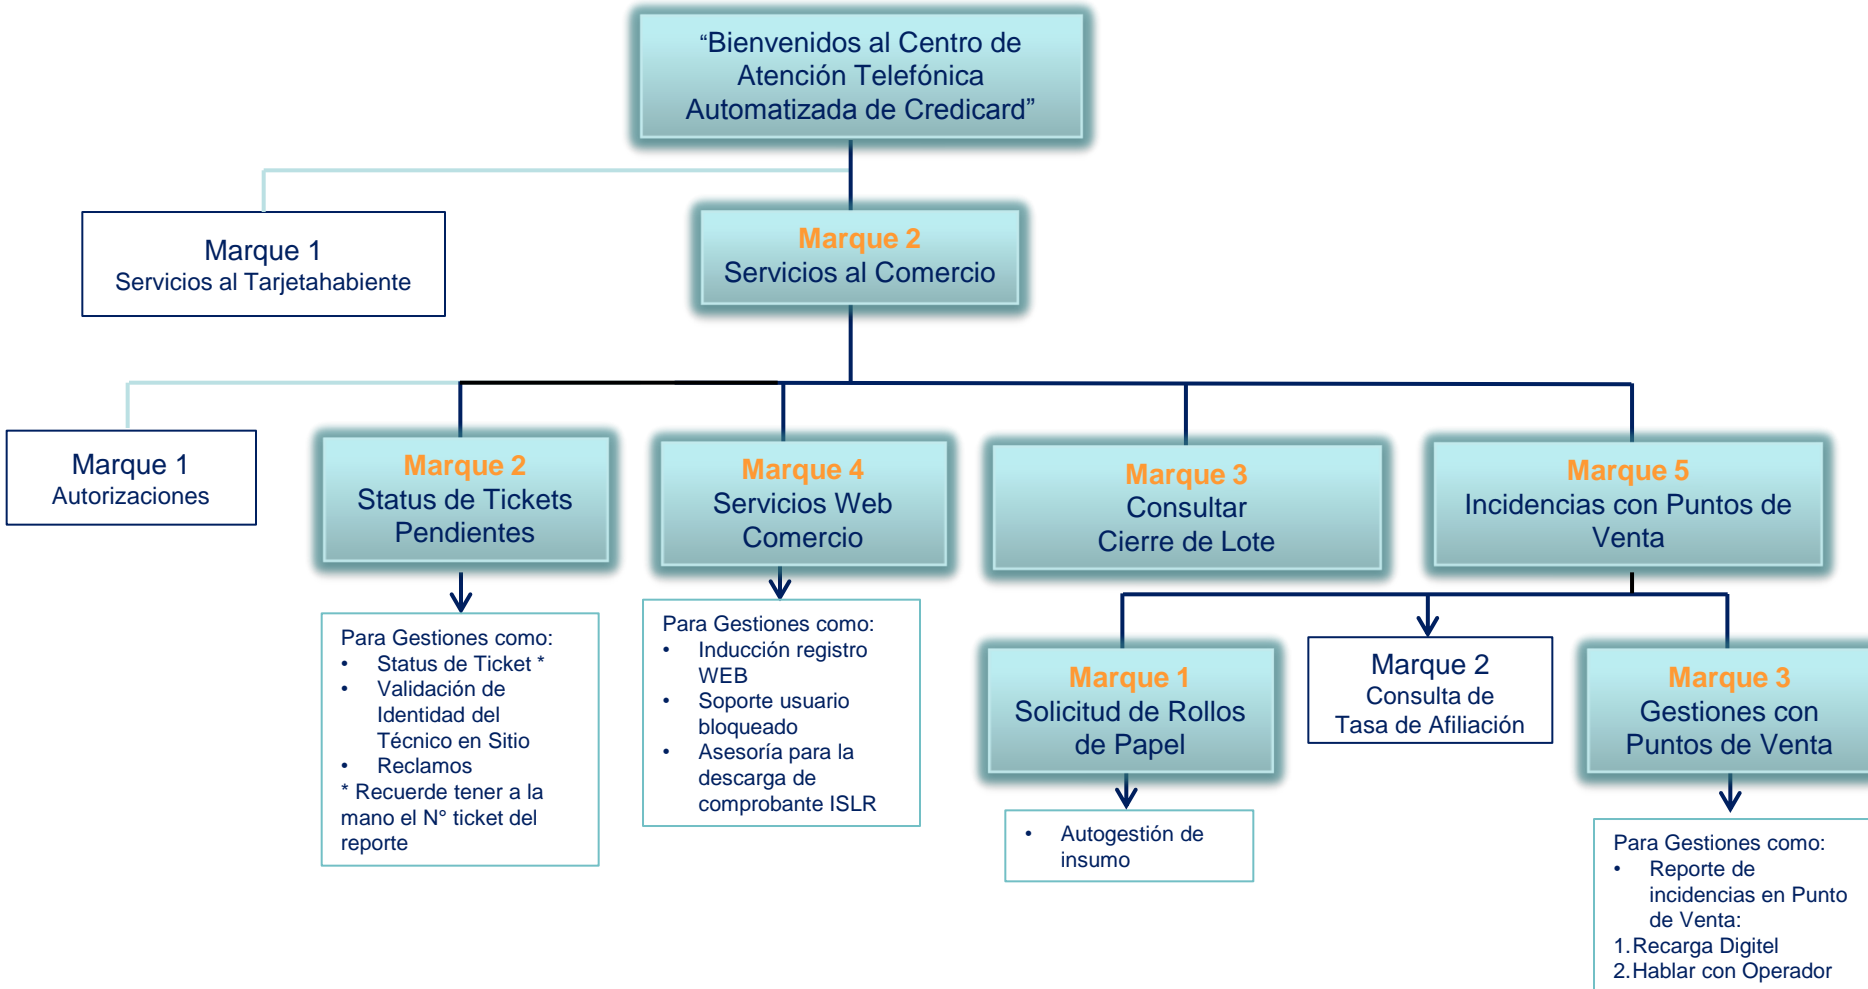 “Bienvenidos al Centro de
Atención Telefónica
Automatizada de Credicard”
Marque 1
Servicios al Tarjetahabiente
Marque 2
Servicios al Comercio
Marque 1
Autorizaciones
Marque 2
Status de Tickets
Pendientes
Marque 4
Servicios Web
Comercio
Marque 3
Consultar
Cierre de Lote
Marque 5
Incidencias con Puntos de
Venta
Para Gestiones como:
• Status de Ticket *
• Validación de
Identidad del
Técnico en Sitio
• Reclamos
* Recuerde tener a la
mano el N° ticket del
reporte
Para Gestiones como:
• Inducción registro
WEB
• Soporte usuario
bloqueado
• Asesoría para la
descarga de
comprobante ISLR
Marque 1
Solicitud de Rollos
de Papel
Marque 2
Consulta de
Tasa de Afiliación
Marque 3
Gestiones con
Puntos de Venta
• Autogestión de
insumo
Para Gestiones como:
• Reporte de
incidencias en Punto
de Venta:
1.Recarga Digitel
2.Hablar con Operador